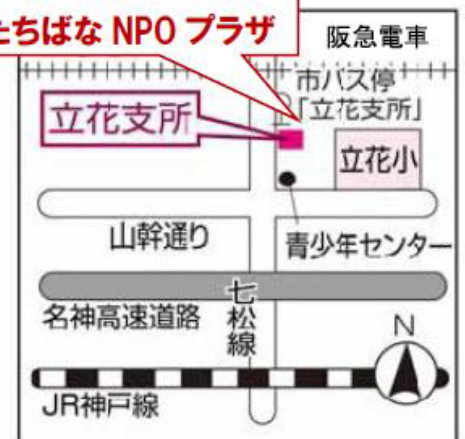 たちばな NPO プラザ
阪急電車
市バス停
「立花支所」
立花支所
立花小
山幹通り
青少年センター
名神高速道路
七松線
N
JR神戸線